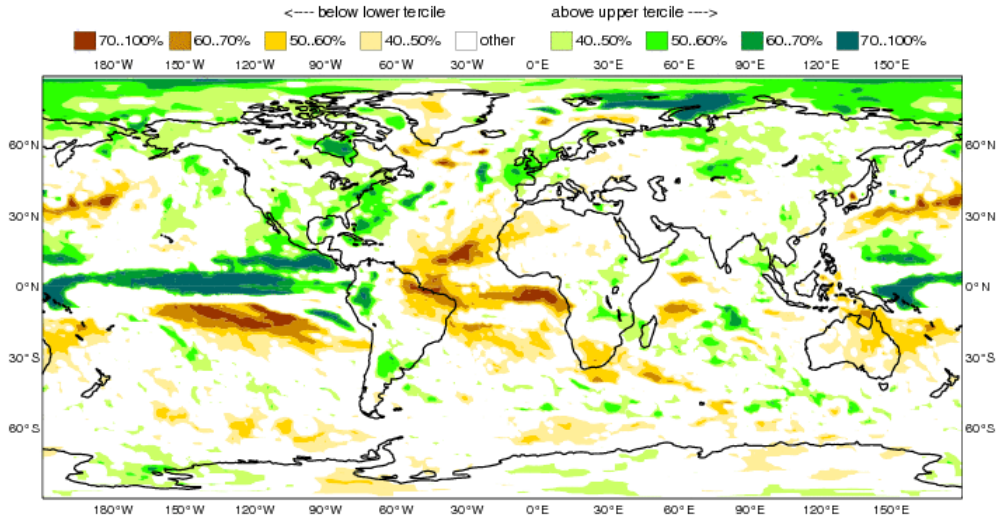 <---- below lower tercile above upper tercile ---->
70..100% 60..70% 50..60% 40..50% other 40..50% 50..60% 60..70% 70..100%
180°W 150°W 120°W 90°W 60°W 30°W 0°E 30°E 60°E 90°E 120°E 150°E
60°N 60°N
30°N 30°N
0°N 0°N
30°S 30°S
60°S 60°S
180°W 150°W 120°W 90°W 60°W 30°W 0°E 30°E 60°E 90°E 120°E 150°E